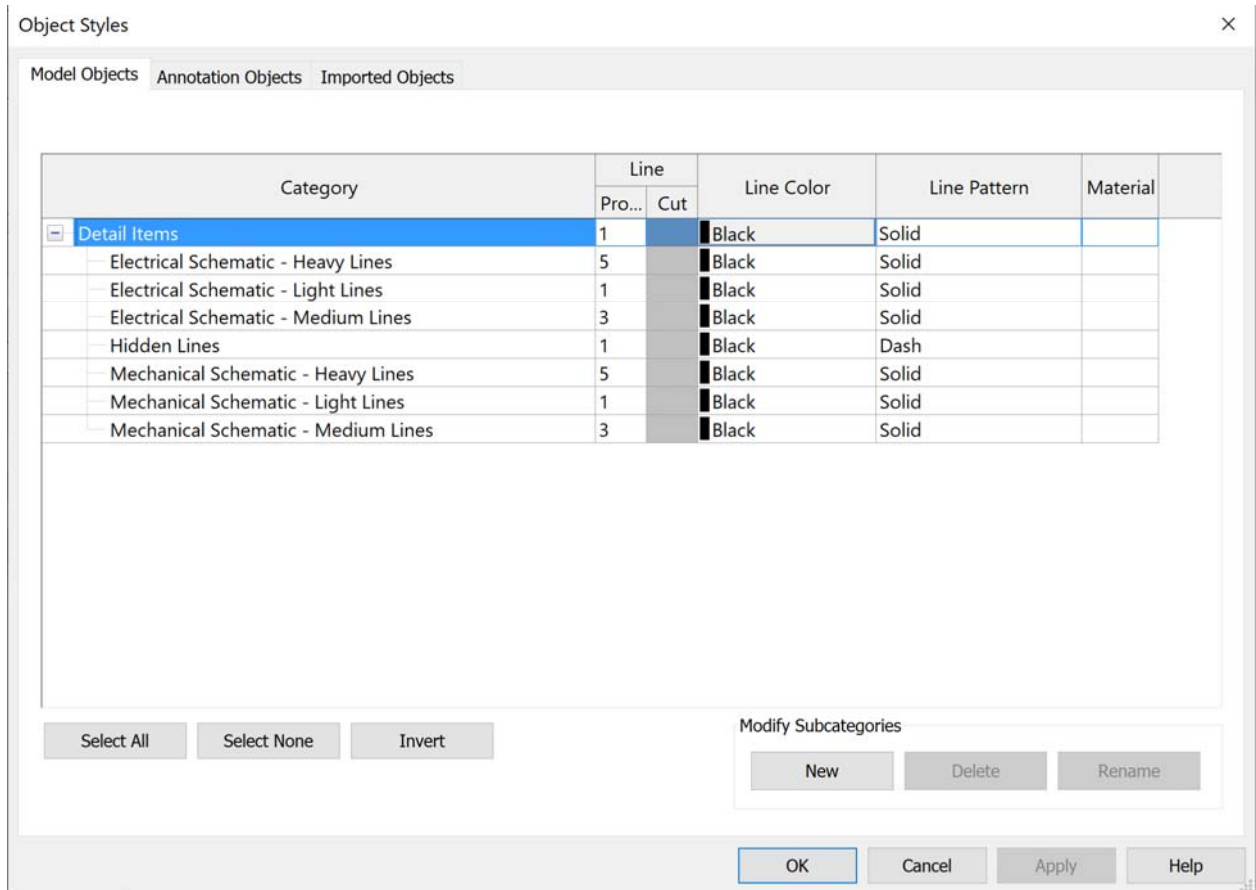 Object Styles
Model Objects Annotation Objects Imported Objects
Category Line Line Color Line Pattern Material
Pro... Cut
Detail Items 1 Black Solid
Electrical Schematic - Heavy Lines 5 Black Solid
Electrical Schematic - Light Lines 1 Black Solid
Electrical Schematic - Medium Lines 3 Black Solid
Hidden Lines 1 Black Dash
Mechanical Schematic - Heavy Lines 5 Black Solid
Mechanical Schematic - Light Lines 1 Black Solid
Mechanical Schematic - Medium Lines 3 Black Solid
Select All Select None Invert
Modify Subcategories
New Delete Rename
OK Cancel Apply Help